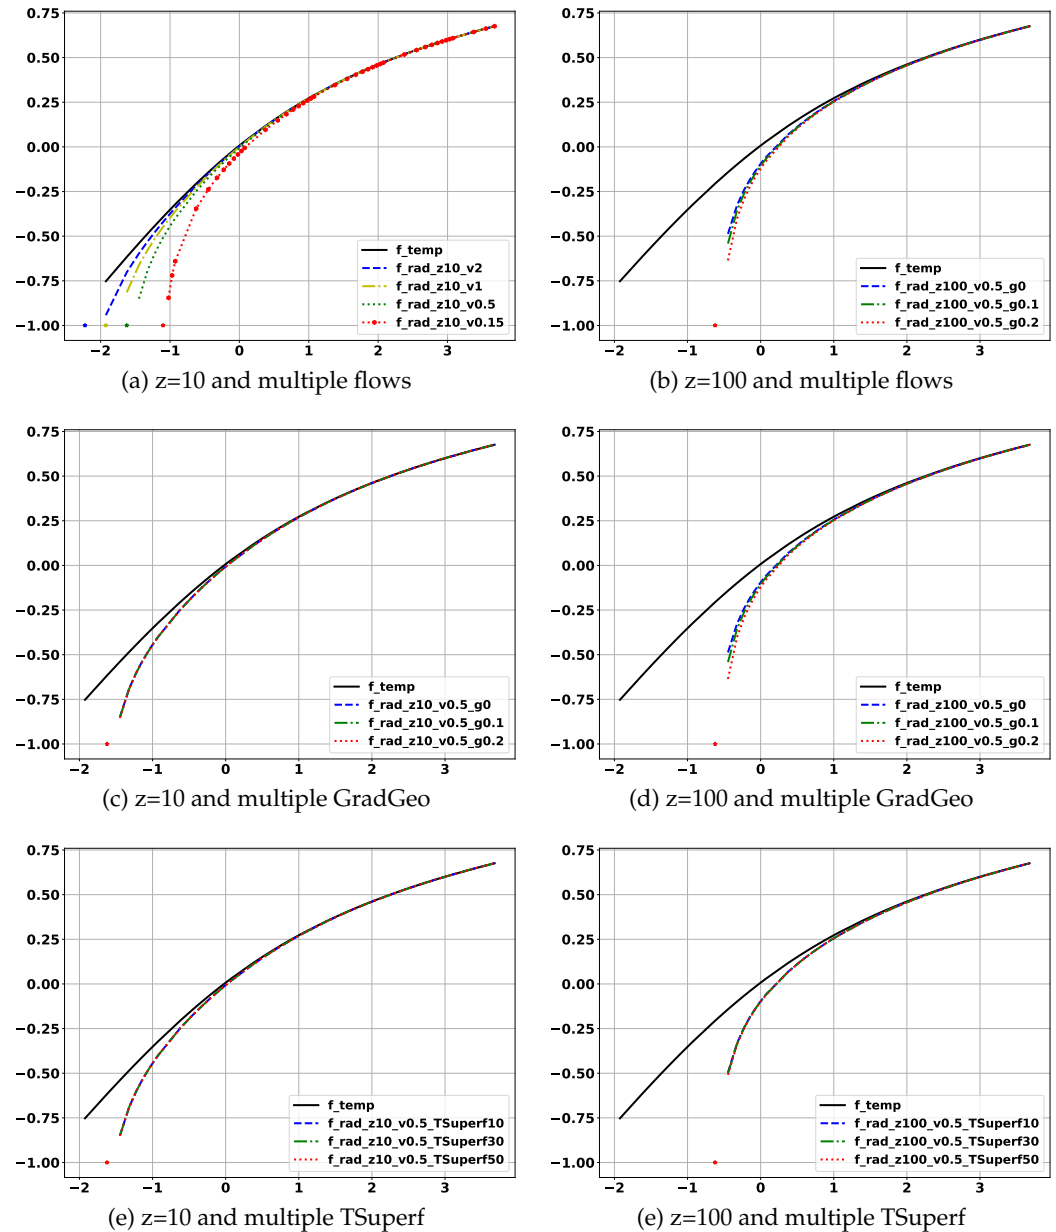 0.75
0.50
0.25
0.00
−0.25
−0.50
−0.75
−1.00
f_temp
f_rad_z10_v2
f_rad_z10_v1
f_rad_z10_v0.5
f_rad_z10_v0.15
−2 −1 0 1 2 3
(a) z=10 and multiple flows
0.75
0.50
0.25
0.00
−0.25
−0.50
−0.75
−1.00
f_temp
f_rad_z100_v0.5_g0
f_rad_z100_v0.5_g0.1
f_rad_z100_v0.5_g0.2
−2 −1 0 1 2 3
(b) z=100 and multiple flows
0.75
0.50
0.25
0.00
−0.25
−0.50
−0.75
−1.00
f_temp
f_rad_z10_v0.5_g0
f_rad_z10_v0.5_g0.1
f_rad_z10_v0.5_g0.2
−2 −1 0 1 2 3
(c) z=10 and multiple GradGeo
0.75
0.50
0.25
0.00
−0.25
−0.50
−0.75
−1.00
f_temp
f_rad_z100_v0.5_g0
f_rad_z100_v0.5_g0.1
f_rad_z100_v0.5_g0.2
−2 −1 0 1 2 3
(d) z=100 and multiple GradGeo
0.75
0.50
0.25
0.00
−0.25
−0.50
−0.75
−1.00
f_temp
f_rad_z10_v0.5_TSuperf10
f_rad_z10_v0.5_TSuperf30
f_rad_z10_v0.5_TSuperf50
−2 −1 0 1 2 3
(e) z=10 and multiple TSuperf
0.75
0.50
0.25
0.00
−0.25
−0.50
−0.75
−1.00
f_temp
f_rad_z100_v0.5_TSuperf10
f_rad_z100_v0.5_TSuperf30
f_rad_z100_v0.5_TSuperf50
−2 −1 0 1 2 3
(e) z=100 and multiple TSuperf